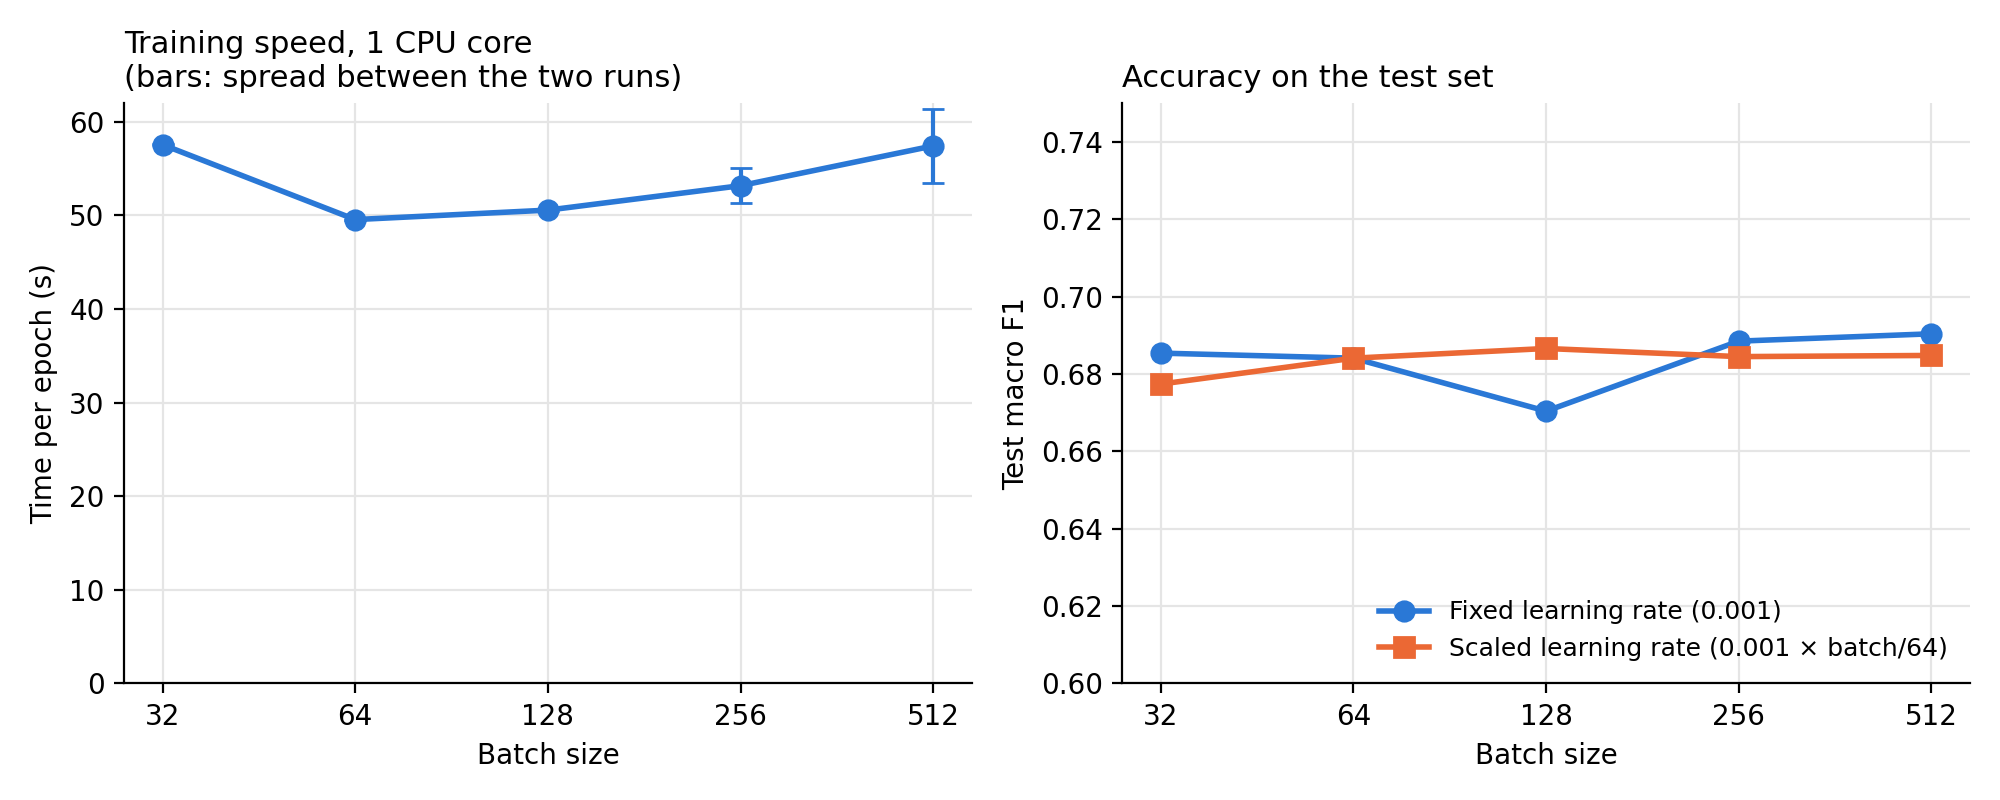 Training speed, 1 CPU core
(bars: spread between the two runs)
60
50
40
30
20
10
0
Time per epoch (s)
32 64 128 256 512
Batch size
Accuracy on the test set
0.74
0.72
0.70
0.68
0.66
0.64
0.62
0.60
Test macro F1
Fixed learning rate (0.001)
Scaled learning rate (0.001 × batch/64)
32 64 128 256 512
Batch size